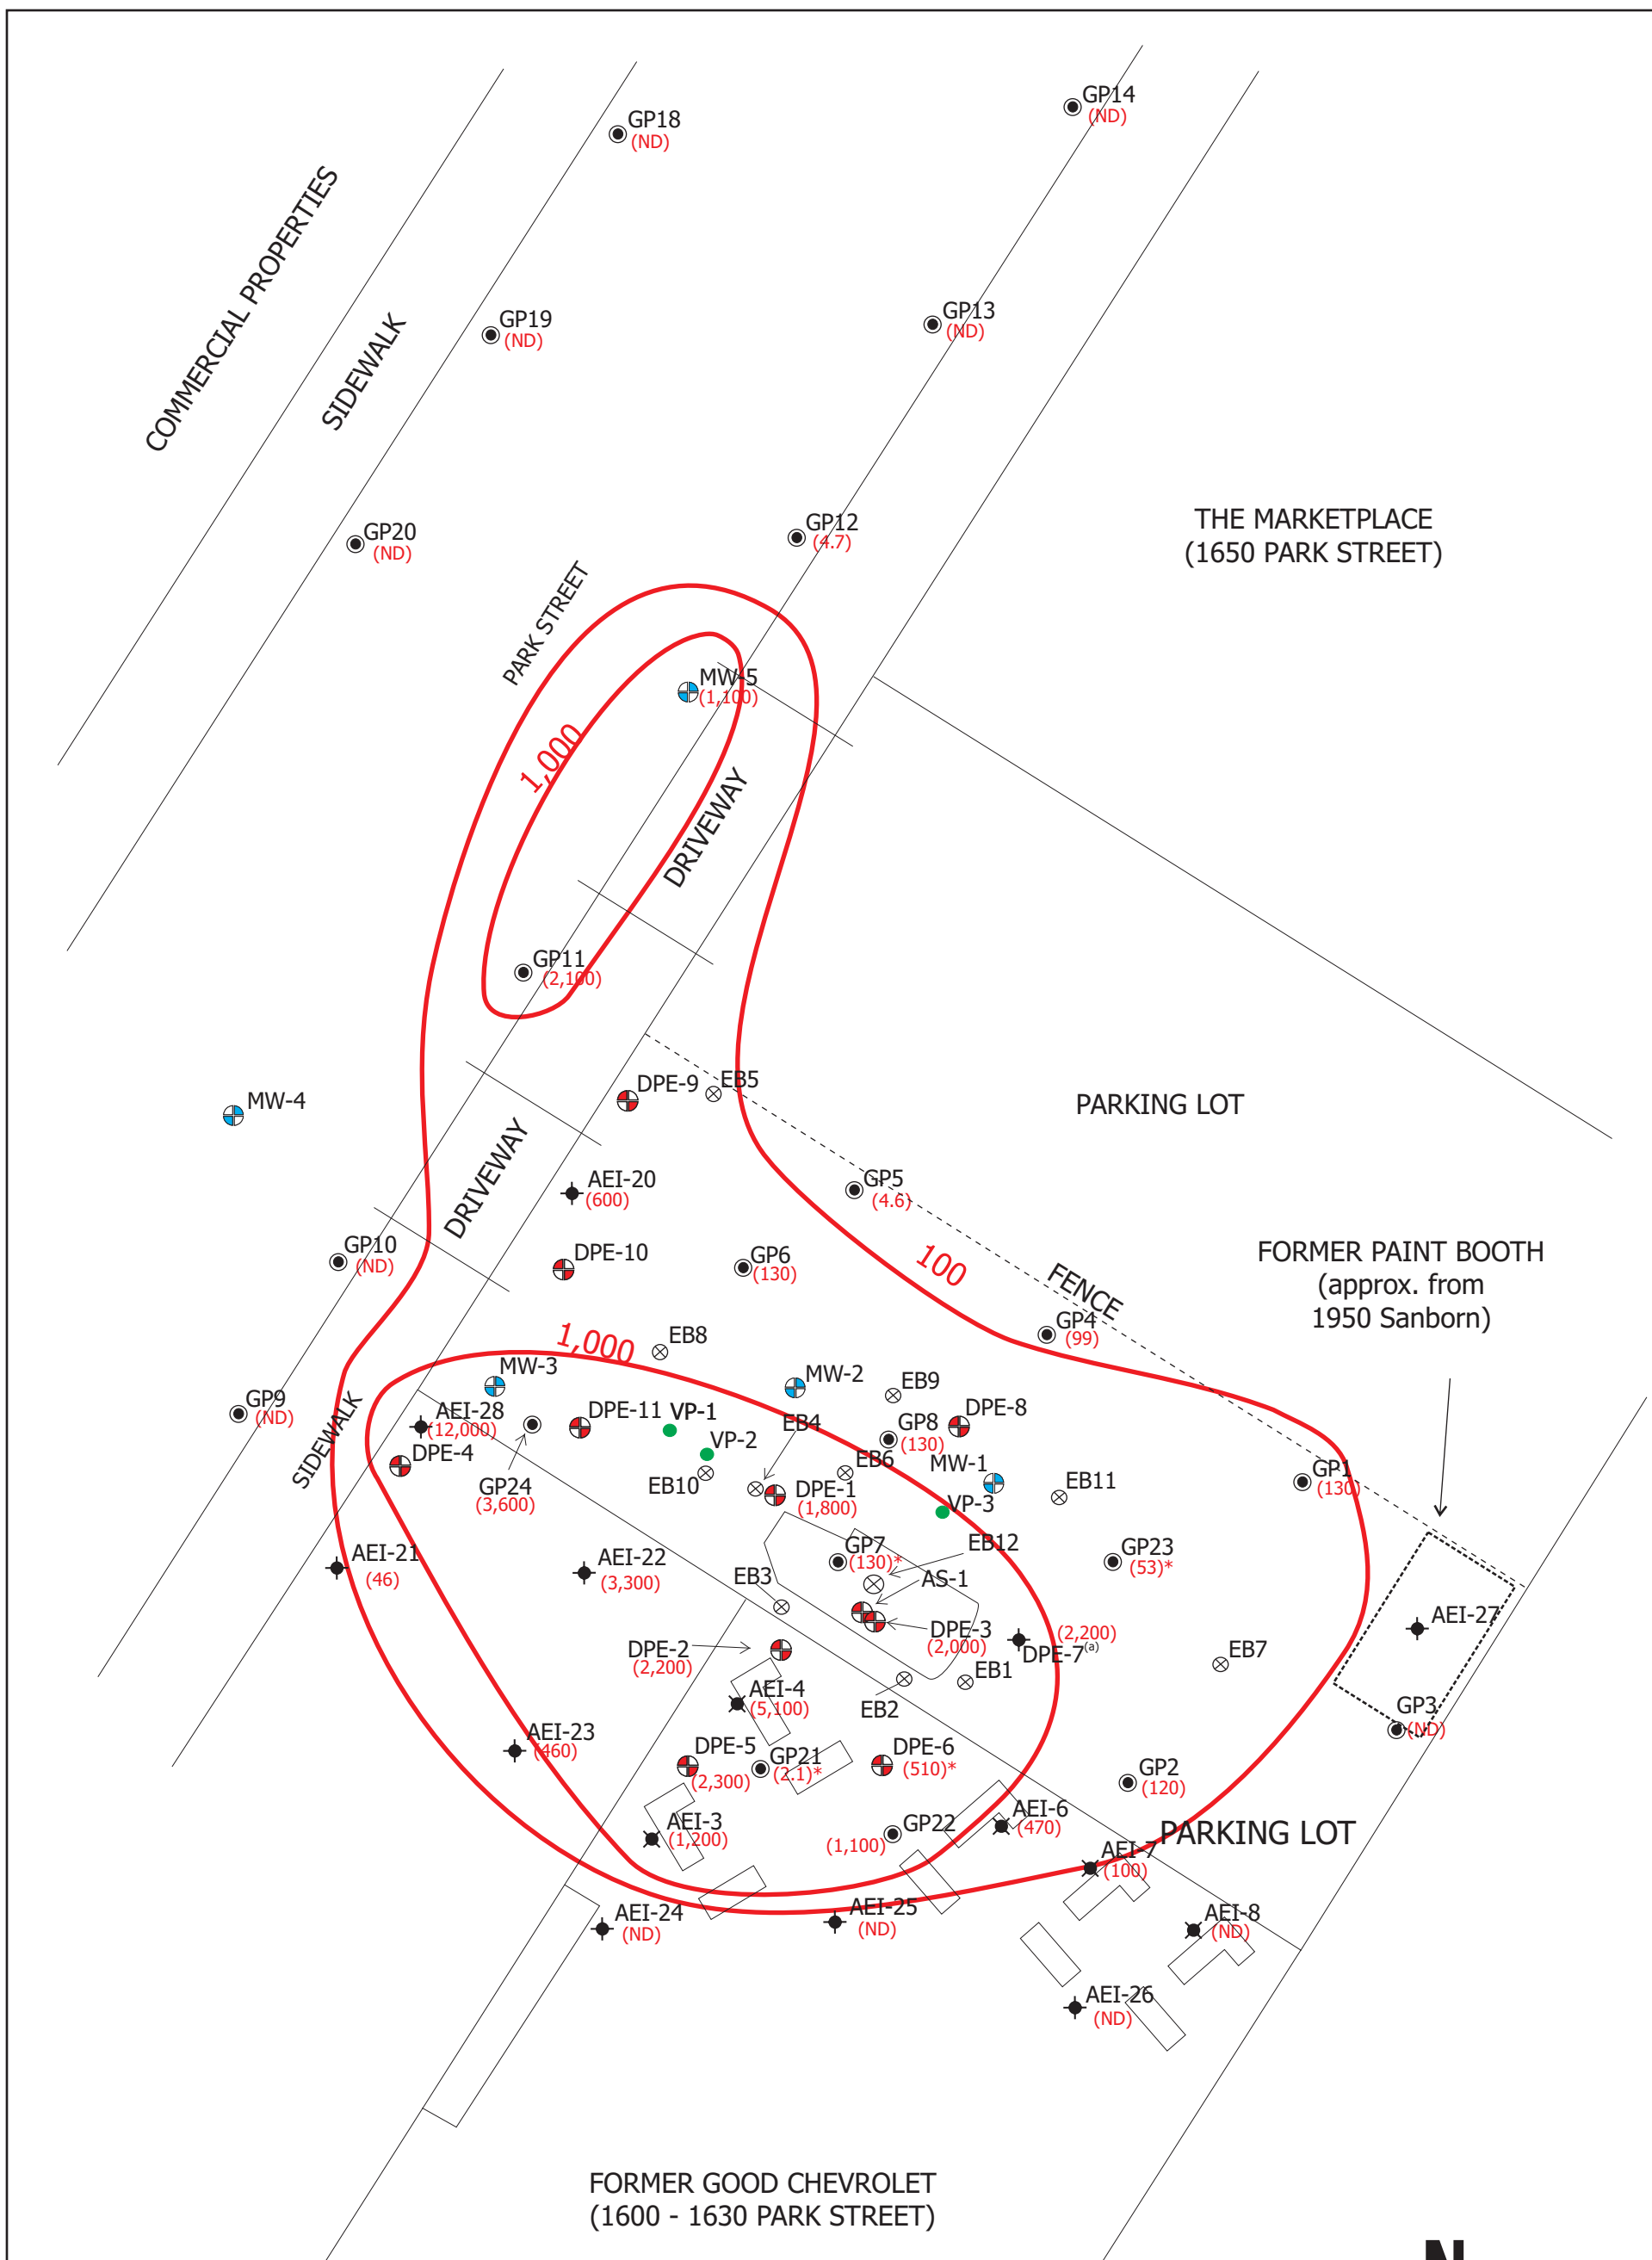 GP14
(ND)
GP18
(ND)
COMMERCIAL PROPERTIES
SIDEWALK
GP19
(ND)
GP13
(ND)
GP20
(ND)
GP12
(4.7)
THE MARKETPLACE
(1650 PARK STREET)
PARK STREET
MW-5
(1,100)
1,000
DRIVEWAY
GP11
(2,100)
DPE-9
EB5
MW-4
PARKING LOT
DRIVEWAY
AEI-20
(600)
GP5
(4.6)
GP10
(ND)
DPE-10
GP6
(130)
100
FENCE
FORMER PAINT BOOTH
(approx. from
1950 Sanborn)
GP4
(99)
1,000
EB8
MW-3
MW-2
EB9
GP9
(ND)
SIDEWALK
AEI-28
(12,000)
DPE-11
VP-1
EB4
GP8
(130)
DPE-8
DPE-4
VP-2
GP24
(3,600)
EB10
EB6
MW-1
DPE-1
(1,800)
EB11
GP1
(130)
VP-3
AEI-21
(46)
AEI-22
(3,300)
GP7
(130)*
EB12
GP23
(53)*
EB3
AS-1
AEI-27
DPE-3
(2,000)
(2,200)
DPE-7(a)
DPE-2
(2,200)
EB7
AEI-4
(5,100)
EB1
EB2
GP3
(ND)
AEI-23
(460)
DPE-5
(2,300)
GP21
(2.1)*
DPE-6
(510)*
GP2
(120)
AEI-3
(1,200)
GP22
(1,100)
AEI-6
(470)
PARKING LOT
AEI-7
(100)
AEI-24
(ND)
AEI-25
(ND)
AEI-8
(ND)
AEI-26
(ND)
FORMER GOOD CHEVROLET
(1600 - 1630 PARK STREET)
N